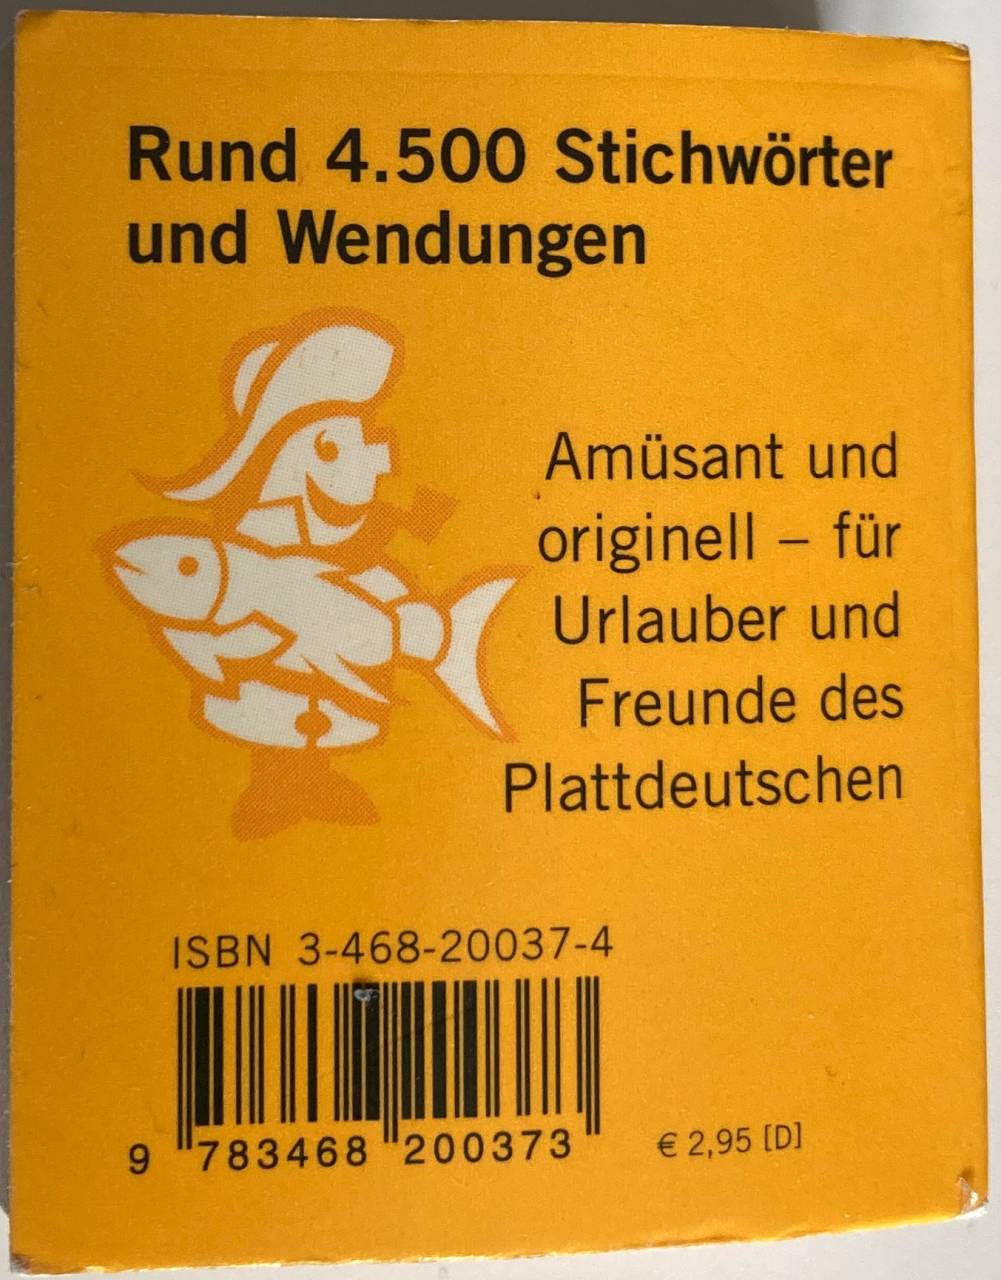 Rund 4.500 Stichwörter
und Wendungen
Amüsant und
originell – für
Urlauber und
Freunde des
Plattdeutschen
ISBN 3-468-20037-4
9 783468 200373
€ 2,95 [D]